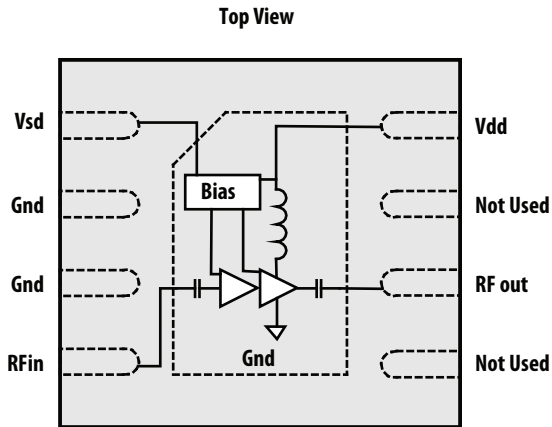 Top View
Vsd
Vdd
Bias
Gnd
Not Used
Gnd
RF out
RFin
Gnd
Not Used